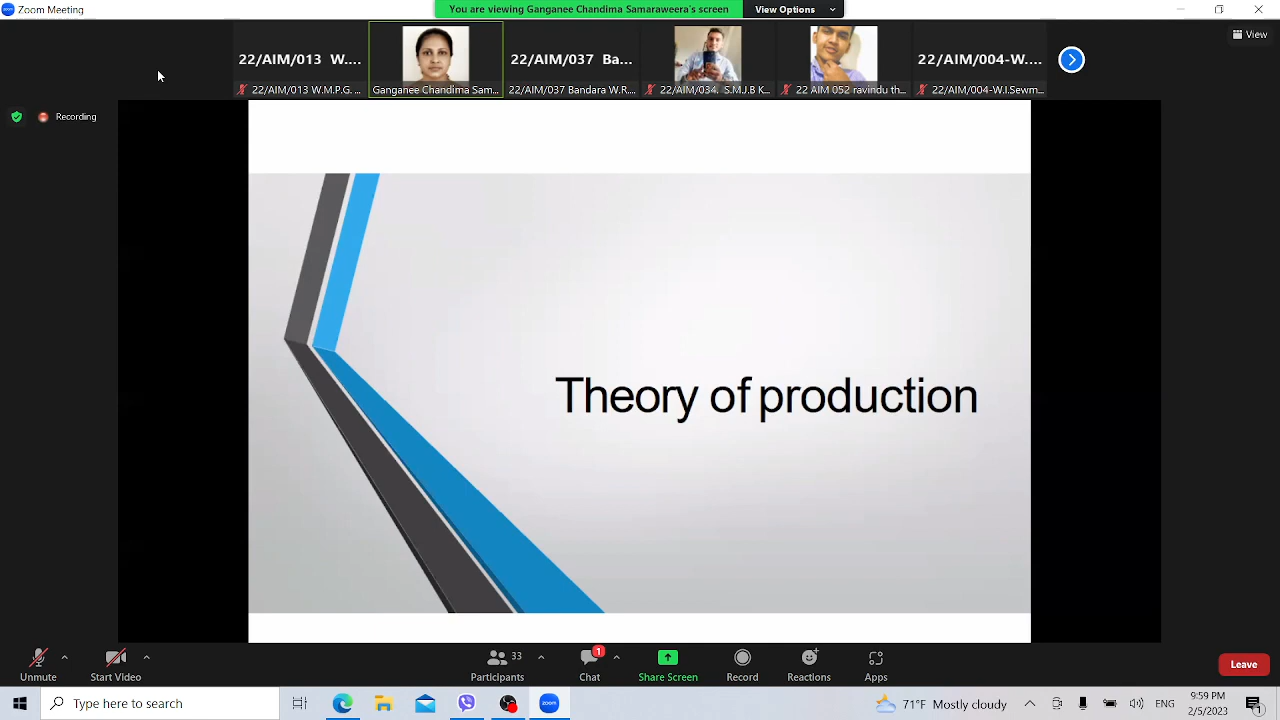 Zoom Meeting
You are viewing Ganganee Chandima Samaraweera's screen
View Options
View
22/AIM/013 W....
22/AIM/037 Ba...
22/AIM/004-W....
22/AIM/013 W.M.P.G. ...
Ganganee Chandima Sam...
22/AIM/037 Bandara W.R...
22/AIM/034. S.M.J.B K...
22 AIM 052 ravindu th...
22/AIM/004-W.I.Sewm...
Recording
Theory of production
Unmute
Start Video
33
Participants
1
Chat
Share Screen
Record
Reactions
Apps
Leave
Type here to search
zoom
71°F Mostly cloudy
9:59 PM
2/5/2023
1